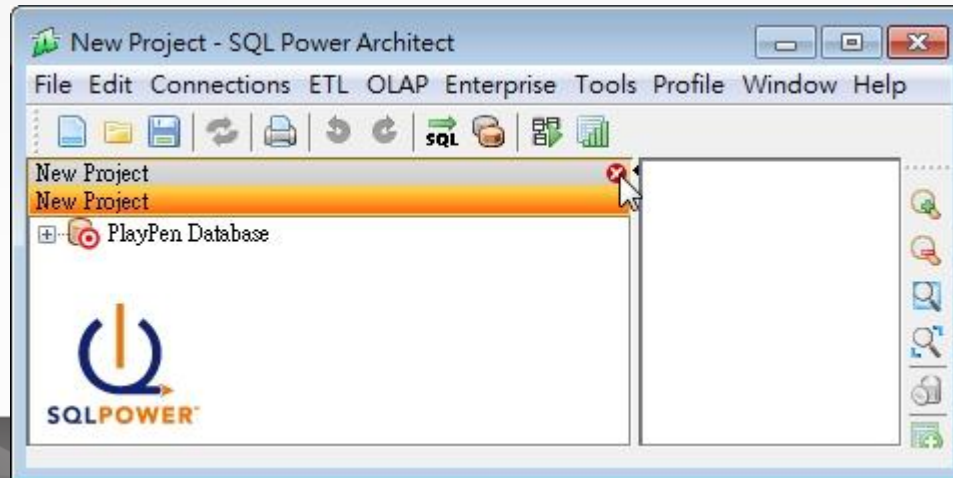 New Project - SQL Power Architect
File Edit Connections ETL OLAP Enterprise Tools Profile Window Help
SQL
New Project
New Project
PlayPen Database
SQLPOWER